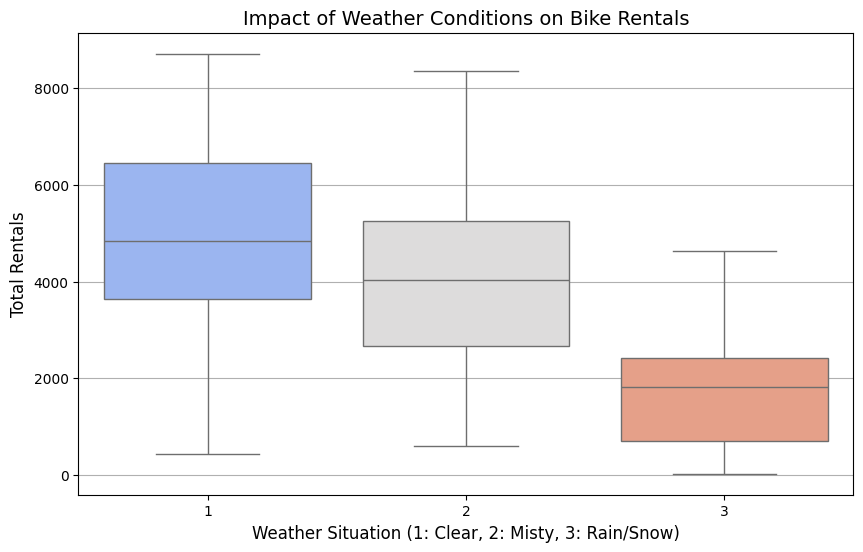 Impact of Weather Conditions on Bike Rentals
Total Rentals
8000
6000
4000
2000
0
1
2
3
Weather Situation (1: Clear, 2: Misty, 3: Rain/Snow)